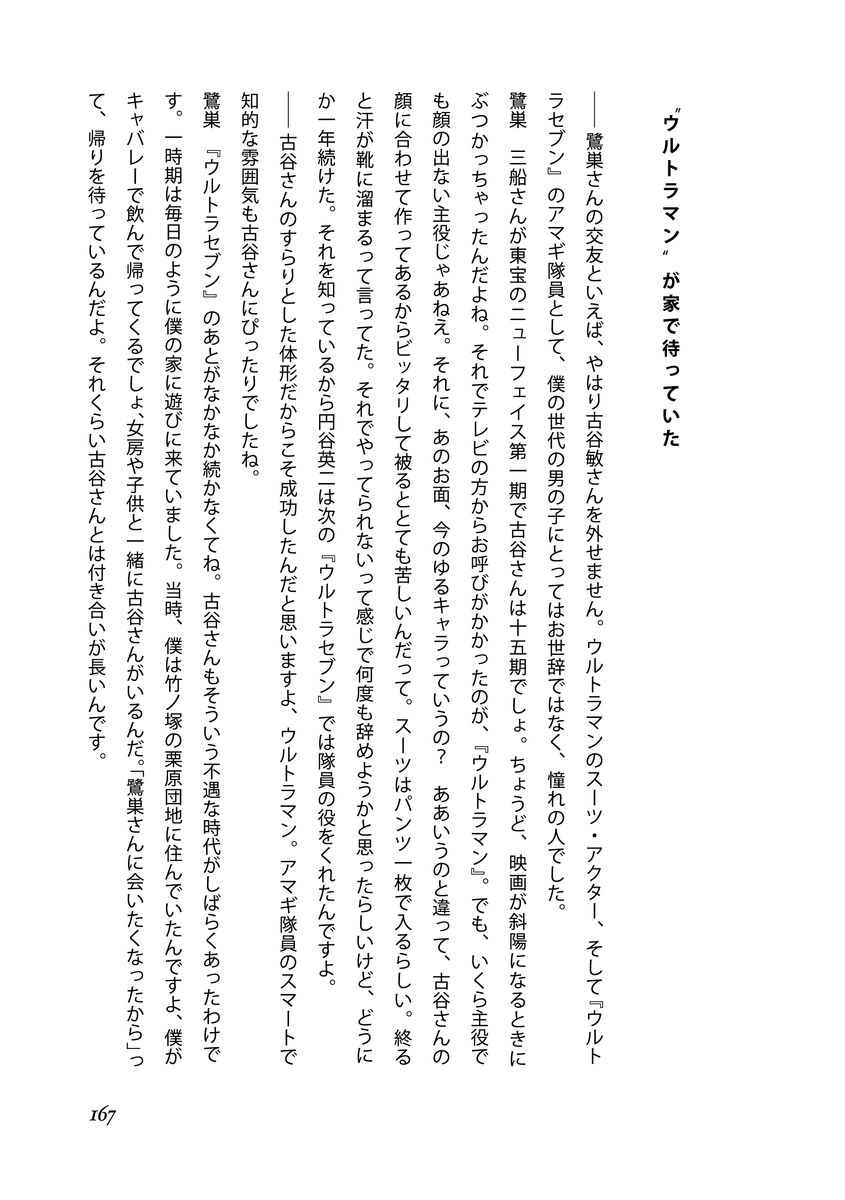 〝ウルトラマン〟が家で待っていた
――鷺巣さんの交友といえば、やはり古谷敏さんを外せません。ウルトラマンのスーツ・アクター、そして『ウルト
ラセブン』のアマギ隊員として、僕の世代の男の子にとってはお世辞ではなく、憧れの人でした。
鷺巣　三船さんが東宝のニューフェイス第一期で古谷さんは十五期でしょ。ちょうど、映画が斜陽になるときに
ぶつかっちゃったんだよね。それでテレビの方からお呼びがかかったのが、『ウルトラマン』。でも、いくら主役で
も顔の出ない主役じゃあねえ。それに、あのお面、今のゆるキャラっていうの？　ああいうのと違って、古谷さんの
顔に合わせて作ってあるからビッタリして被るととても苦しいんだって。スーツはパンツ一枚で入るらしい。終る
と汗が靴に溜まるって言ってた。それでやってられないって感じで何度も辞めようかと思ったらしいけど、どうに
か一年続けた。それを知っているから円谷英二は次の『ウルトラセブン』では隊員の役をくれたんですよ。
――古谷さんのすらりとした体形だからこそ成功したんだと思いますよ、ウルトラマン。アマギ隊員のスマートで
知的な雰囲気も古谷さんにぴったりでしたね。
鷺巣　『ウルトラセブン』のあとがなかなか続かなくてね。古谷さんもそういう不遇な時代がしばらくあったわけで
す。一時期は毎日のように僕の家に遊びに来ていました。当時、僕は竹ノ塚の栗原団地に住んでいたんですよ、僕が
キャバレーで飲んで帰ってくるでしょ、女房や子供と一緒に古谷さんがいるんだ。「鷺巣さんに会いたくなったから」っ
て、帰りを待っているんだよ。それくらい古谷さんとは付き合いが長いんです。
167